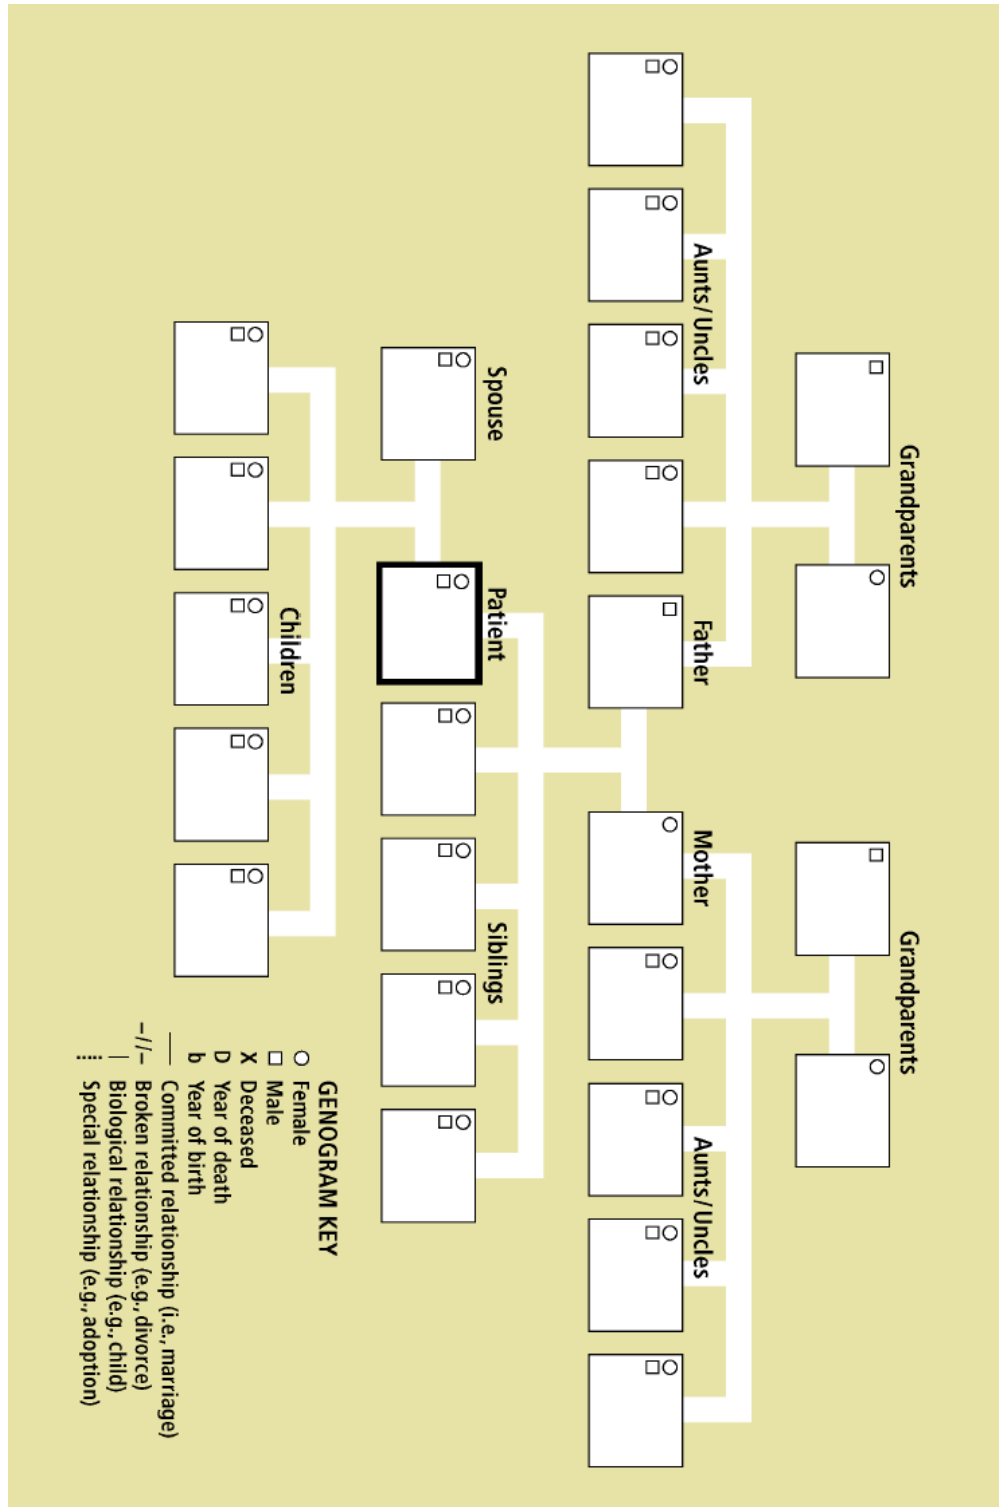 Grandparents
Grandparents
Aunts/Uncles
Father
Mother
Aunts/Uncles
Spouse
Patient
Siblings
Children
GENOGRAM KEY
Female
Male
X Deceased
D Year of death
b Year of birth
Committed relationship (i.e., marriage)
–//– Broken relationship (e.g., divorce)
Biological relationship (e.g., child)
Special relationship (e.g., adoption)